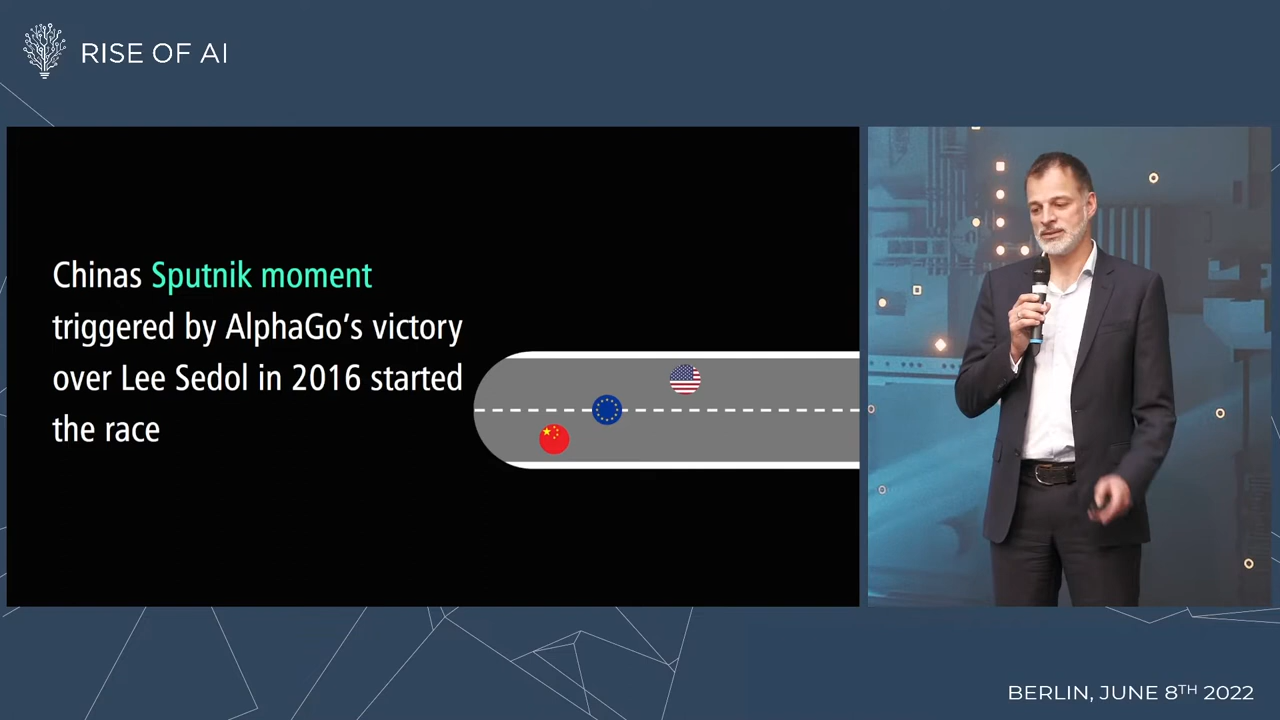 RISE OF AI
Chinas Sputnik moment
triggered by AlphaGo’s victory
over Lee Sedol in 2016 started
the race
BERLIN, JUNE 8TH 2022